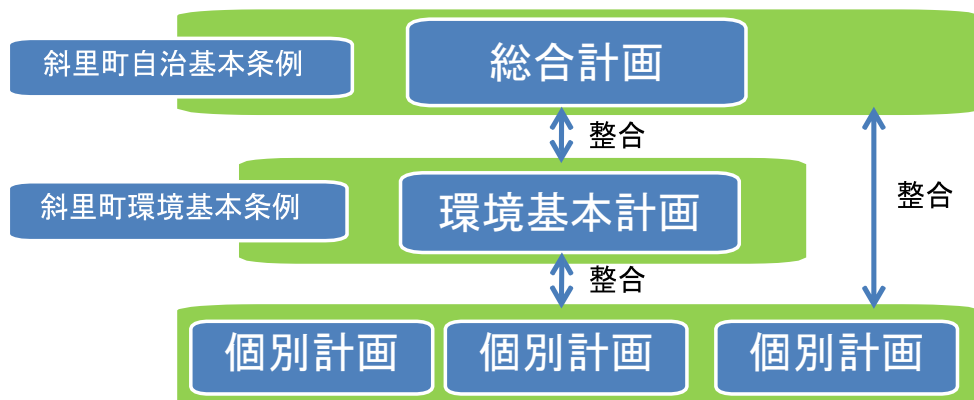 斜里町自治基本条例
総合計画
整合
整合
斜里町環境基本条例
環境基本計画
整合
個別計画
個別計画
個別計画